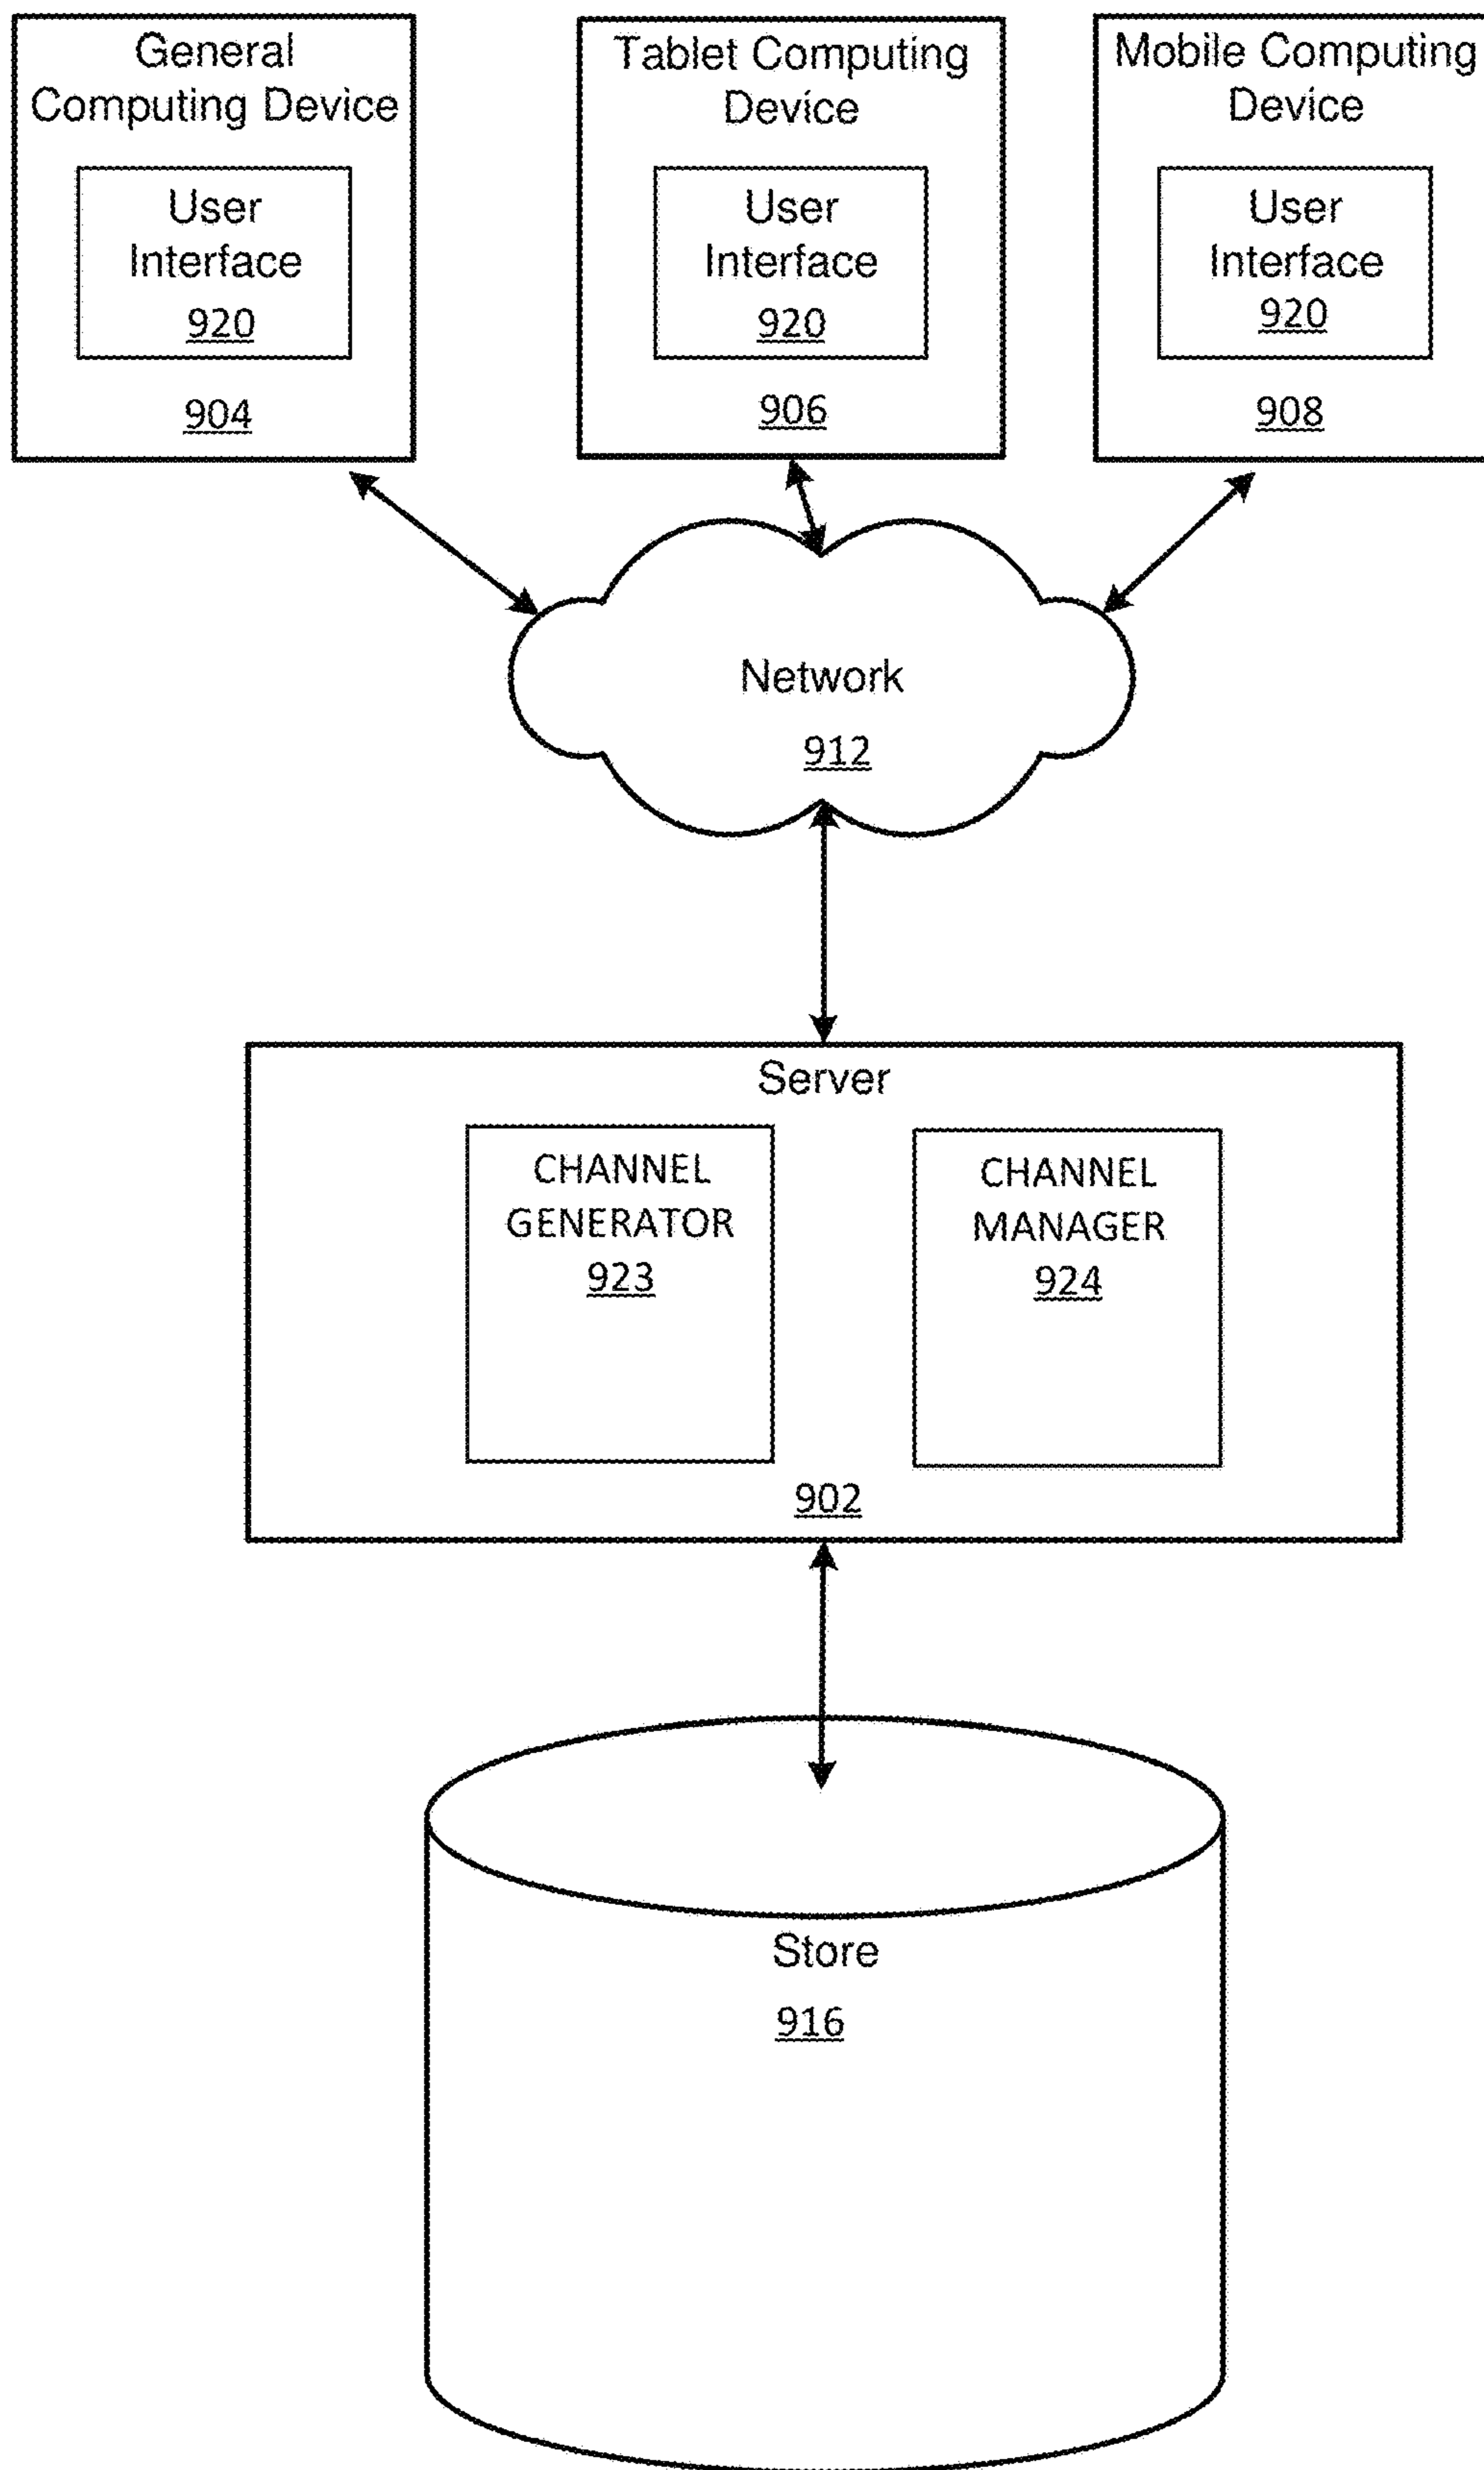 General
Computing Device
User
Interface
920
904
Tablet Computing
Device
User
Interface
920
906
Mobile Computing
Device
User
Interface
920
908
Network
912
Server
CHANNEL
GENERATOR
923
CHANNEL
MANAGER
924
902
Store
916